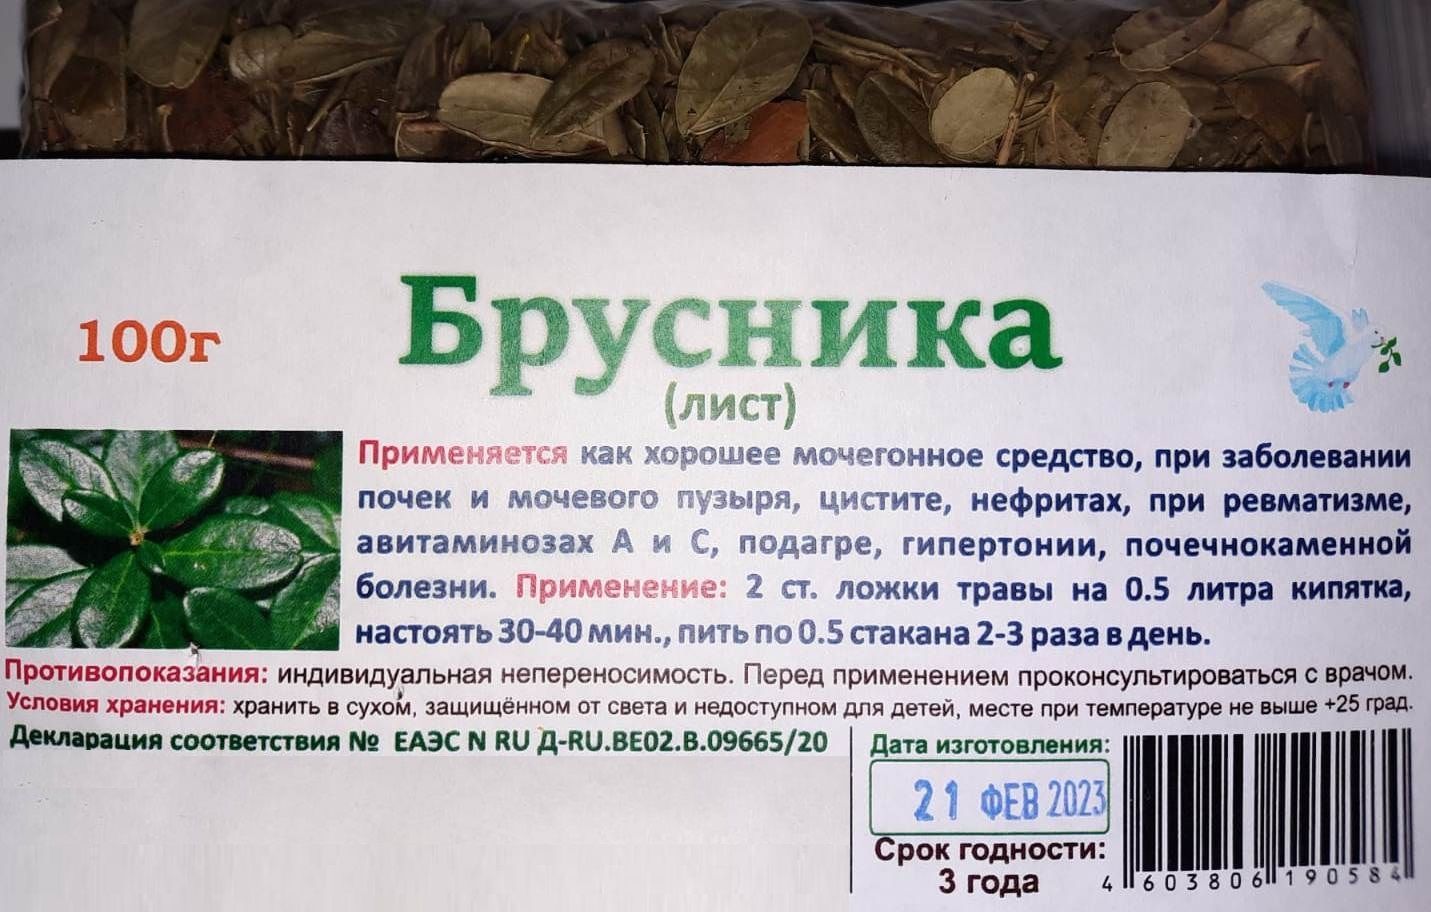 100г
Брусника
(лист)
Применяется как хорошее мочегонное средство, при заболевании
почек и мочевого пузыря, цистите, нефритах, при ревматизме,
авитаминозах А и С, подагре, гипертонии, почечнокаменной
болезни. Применение: 2 ст. ложки травы на 0.5 литра кипятка,
настоять 30-40 мин., пить по 0.5 стакана 2-3 раза в день.
Противопоказания: индивидуальная непереносимость. Перед применением проконсультироваться с врачом.
Условия хранения: хранить в сухом, защищённом от света и недоступном для детей, месте при температуре не выше +25 град.
Декларация соответствия № ЕАЭС N RU Д-RU.ВЕ02.В.09665/20
Дата изготовления:
21 ФЕВ 2023
Срок годности:
3 года
4 603806 190584